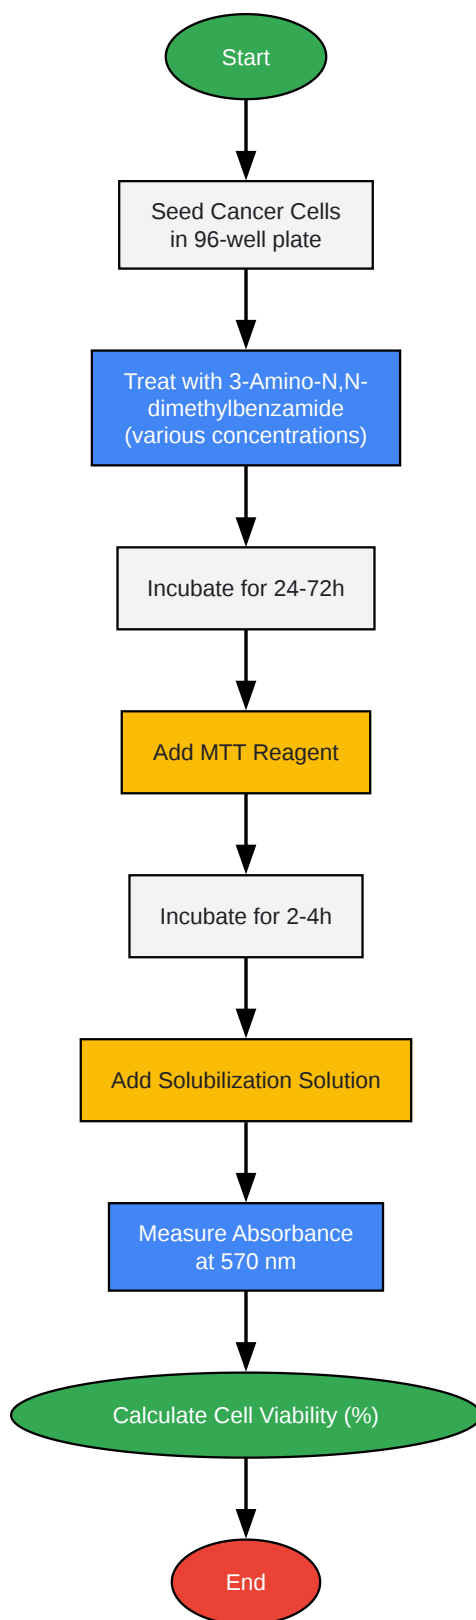 Start
Seed Cancer Cells
in 96-well plate
Treat with 3-Amino-N,N-
dimethylbenzamide
(various concentrations)
Incubate for 24-72h
Add MTT Reagent
Incubate for 2-4h
Add Solubilization Solution
Measure Absorbance
at 570 nm
Calculate Cell Viability (%)
End